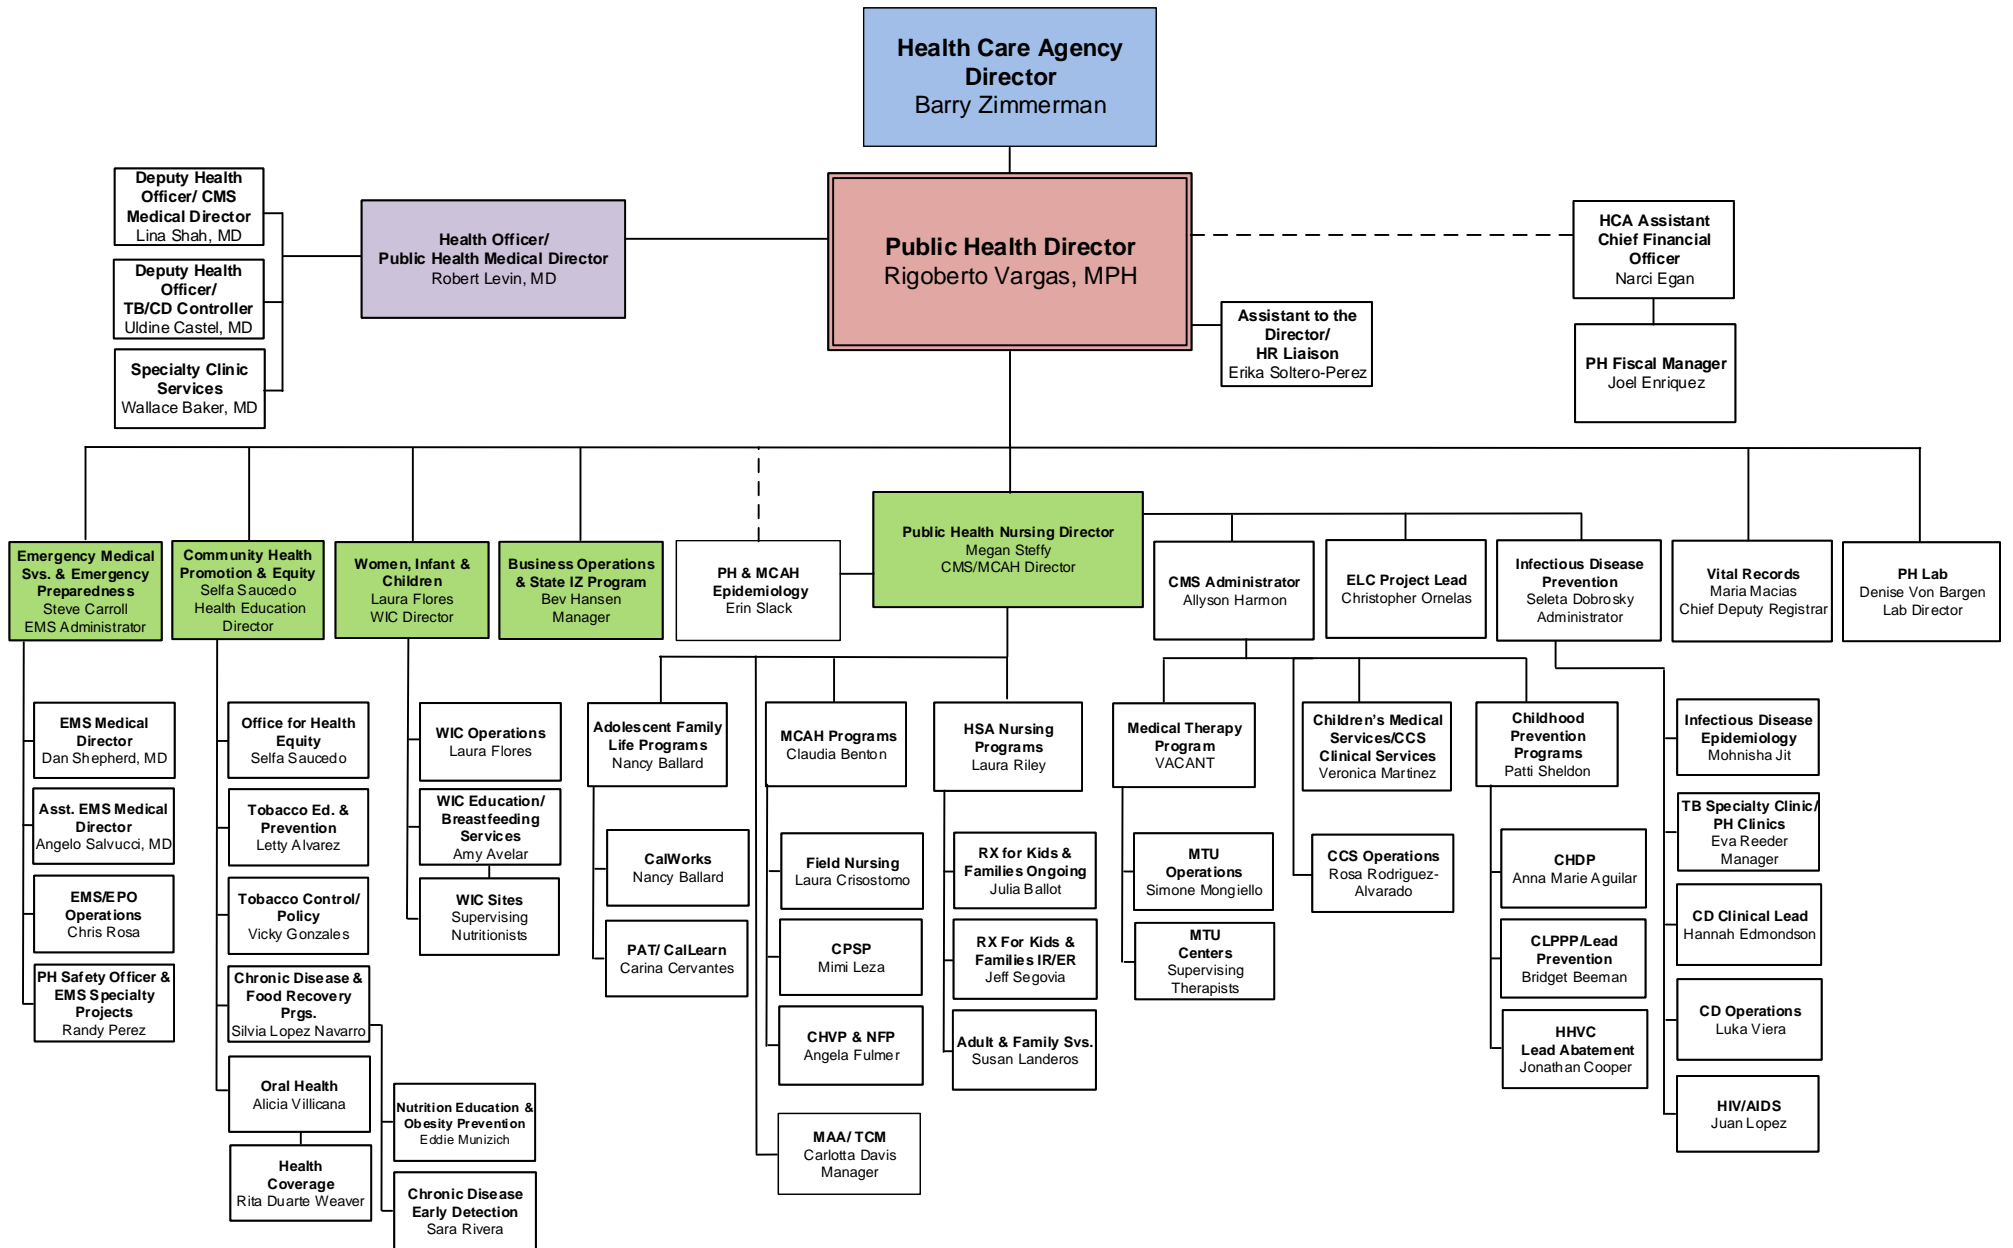 Health Care Agency
Director
Barry Zimmerman
Deputy Health
Officer/ CMS
Medical Director
Lina Shah, MD
Deputy Health
Officer/
TB/CD Controller
Uldine Castel, MD
Specialty Clinic
Services
Wallace Baker, MD
Health Officer/
Public Health Medical Director
Robert Levin, MD
Public Health Director
Rigoberto Vargas, MPH
Assistant to the
Director/
HR Liaison
Erika Soltero-Perez
HCA Assistant
Chief Financial
Officer
Narci Egan
PH Fiscal Manager
Joel Enriquez
Emergency Medical
Svs. & Emergency
Preparedness
Steve Carroll
EMS Administrator
Community Health
Promotion & Equity
Selfa Saucedo
Health Education
Director
Women, Infant &
Children
Laura Flores
WIC Director
Business Operations
& State IZ Program
Bev Hansen
Manager
PH & MCAH
Epidemiology
Erin Slack
Public Health Nursing Director
Megan Steffy
CMS/MCAH Director
CMS Administrator
Allyson Harmon
ELC Project Lead
Christopher Ornelas
Infectious Disease
Prevention
Seleta Dobrosky
Administrator
Vital Records
Maria Macias
Chief Deputy Registrar
PH Lab
Denise Von Bargen
Lab Director
EMS Medical
Director
Dan Shepherd, MD
Asst. EMS Medical
Director
Angelo Salvucci, MD
EMS/EPO
Operations
Chris Rosa
PH Safety Officer &
EMS Specialty
Projects
Randy Perez
Office for Health
Equity
Selfa Saucedo
Tobacco Ed. &
Prevention
Letty Alvarez
Tobacco Control/
Policy
Vicky Gonzales
Chronic Disease &
Food Recovery
Prgs.
Silvia Lopez Navarro
Oral Health
Alicia Villicana
Health
Coverage
Rita Duarte Weaver
Nutrition Education &
Obesity Prevention
Eddie Munizich
Chronic Disease
Early Detection
Sara Rivera
WIC Operations
Laura Flores
WIC Education/
Breastfeeding
Services
Amy Avelar
WIC Sites
Supervising
Nutritionists
Adolescent Family
Life Programs
Nancy Ballard
CalWorks
Nancy Ballard
PAT/ CalLearn
Carina Cervantes
MCAH Programs
Claudia Benton
Field Nursing
Laura Crisostomo
CPSP
Mimi Leza
CHVP & NFP
Angela Fulmer
MAA/ TCM
Carlotta Davis
Manager
HSA Nursing
Programs
Laura Riley
RX for Kids &
Families Ongoing
Julia Ballot
RX For Kids &
Families IR/ER
Jeff Segovia
Adult & Family Svs.
Susan Landeros
Medical Therapy
Program
VACANT
MTU
Operations
Simone Mongiello
MTU
Centers
Supervising
Therapists
Children's Medical
Services/CCS
Clinical Services
Veronica Martinez
CCS Operations
Rosa Rodriguez-
Alvarado
Childhood
Prevention
Programs
Patti Sheldon
CHDP
Anna Marie Aguilar
CLPPP/Lead
Prevention
Bridget Beeman
HHVC
Lead Abatement
Jonathan Cooper
Infectious Disease
Epidemiology
Mohnisha Jit
TB Specialty Clinic/
PH Clinics
Eva Reeder
Manager
CD Clinical Lead
Hannah Edmondson
CD Operations
Luka Viera
HIV/AIDS
Juan Lopez